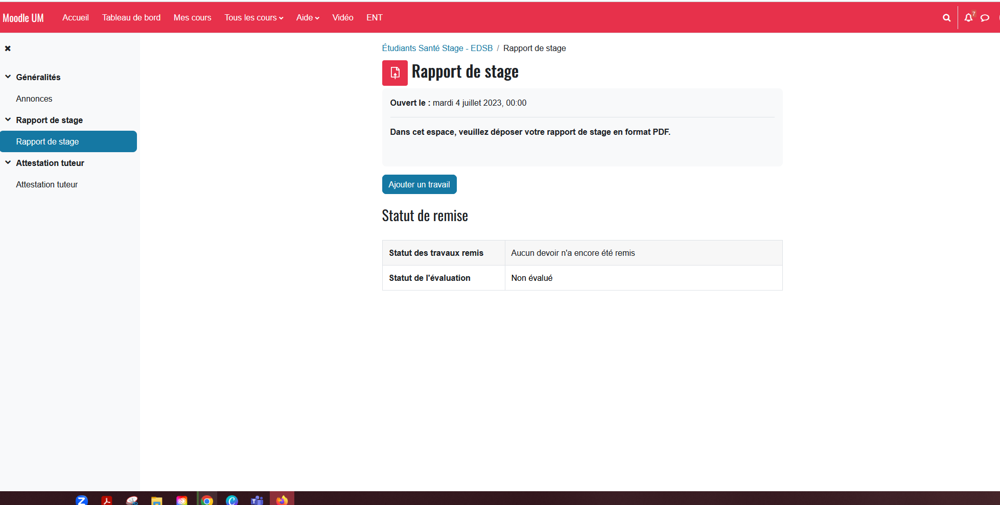 Moodle UM Accueil Tableau de bord Mes cours Tous les cours Aide Vidéo ENT 7
Généralités
Annonces
Rapport de stage
Rapport de stage
Attestation tuteur
Attestation tuteur
Étudiants Santé Stage - EDSB / Rapport de stage
Rapport de stage
Ouvert le : mardi 4 juillet 2023, 00:00
Dans cet espace, veuillez déposer votre rapport de stage en format PDF.
Ajouter un travail
Statut de remise
Statut des travaux remis Aucun devoir n'a encore été remis
Statut de l'évaluation Non évalué